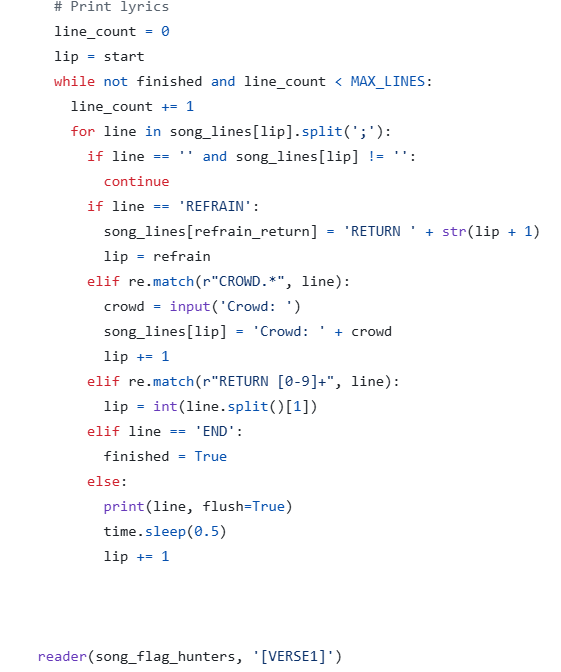 # Print lyrics
line_count = 0
lip = start
while not finished and line_count < MAX_LINES:
line_count += 1
for line in song_lines[lip].split(';'):
if line == '' and song_lines[lip] != '':
continue
if line == 'REFRAIN':
song_lines[refrain_return] = 'RETURN ' + str(lip + 1)
lip = refrain
elif re.match(r"CROWD.*", line):
crowd = input('Crowd: ')
song_lines[lip] = 'Crowd: ' + crowd
lip += 1
elif re.match(r"RETURN [0-9]+", line):
lip = int(line.split()[1])
elif line == 'END':
finished = True
else:
print(line, flush=True)
time.sleep(0.5)
lip += 1
reader(song_flag_hunters, '[VERSE1]')